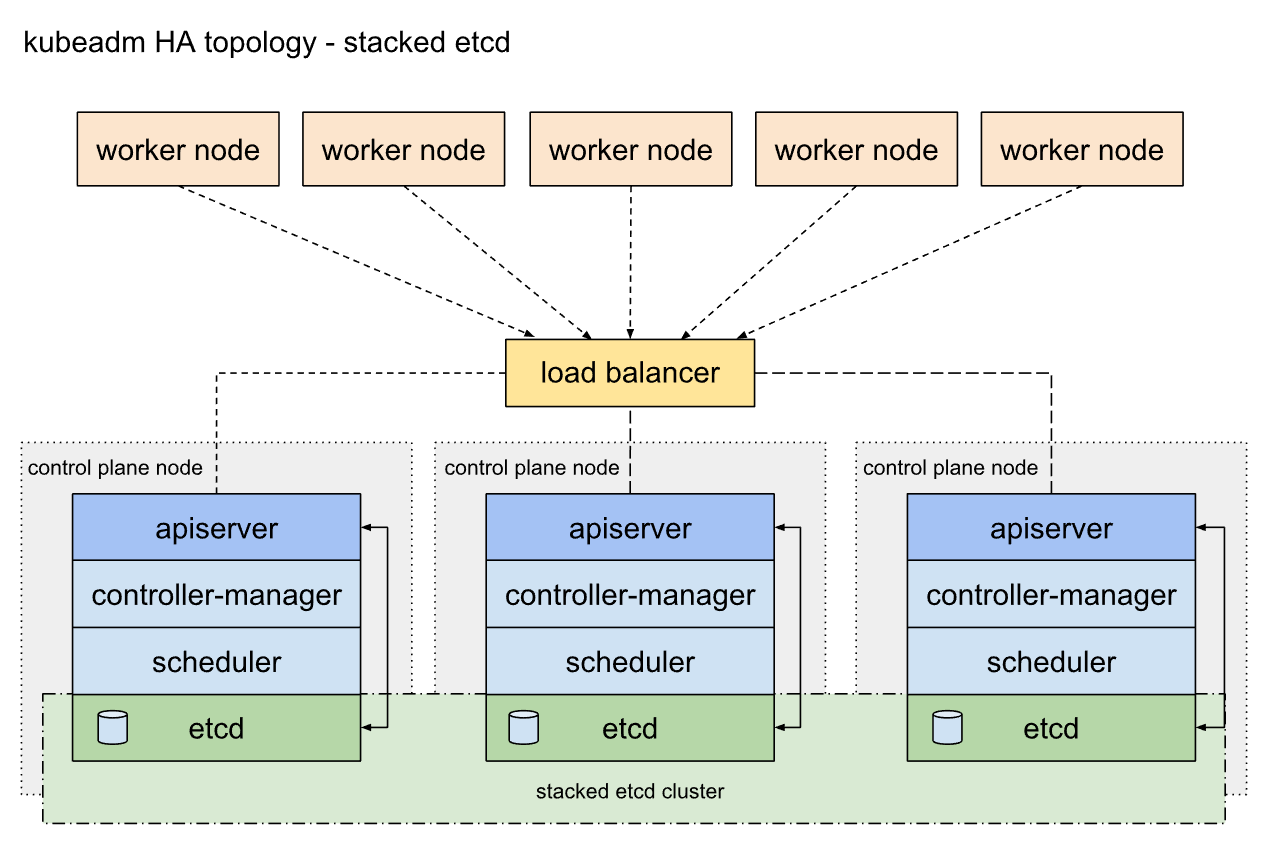 kubeadm HA topology - stacked etcd
worker node
worker node
worker node
worker node
worker node
load balancer
control plane node
control plane node
control plane node
apiserver
apiserver
apiserver
controller-manager
controller-manager
controller-manager
scheduler
scheduler
scheduler
etcd
etcd
etcd
stacked etcd cluster